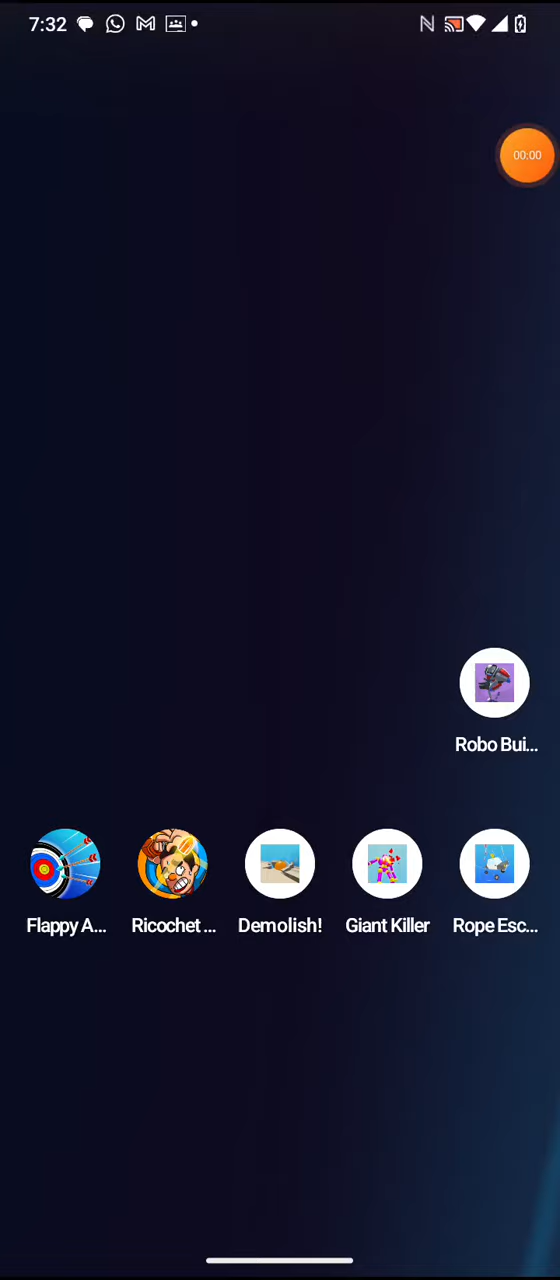 7:32
00:00
Robo Bui...
Flappy A...
Ricochet ...
Demolish!
Giant Killer
Rope Esc...